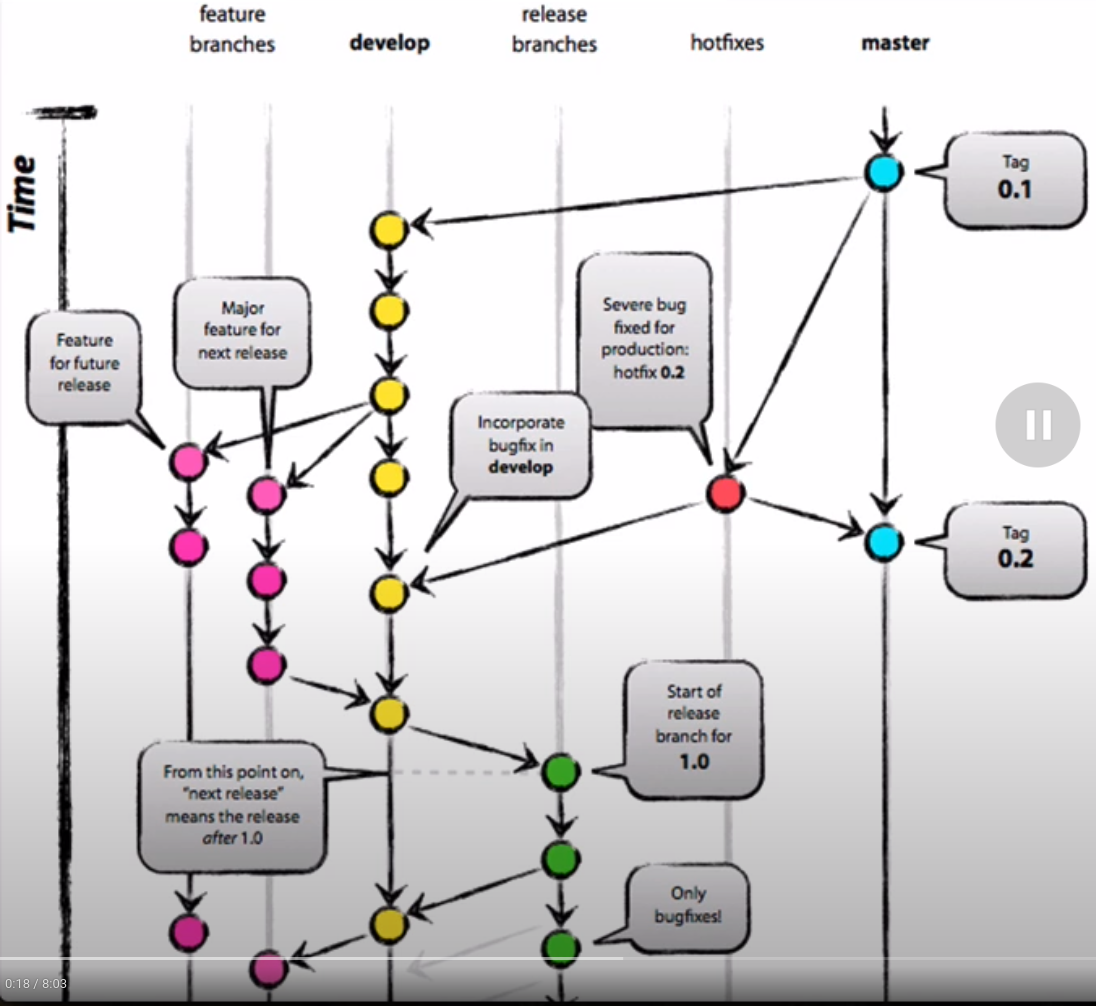 feature
branches
develop
release
branches
hotfixes
master
Time
Tag
0.1
Major
feature for
next release
Feature
for future
release
Severe bug
fixed for
production:
hotfix 0.2
Incorporate
bugfix in
develop
Tag
0.2
Start of
release
branch for
1.0
From this point on,
“next release”
means the release
after 1.0
Only
bugfixes!
0:18 / 8:03